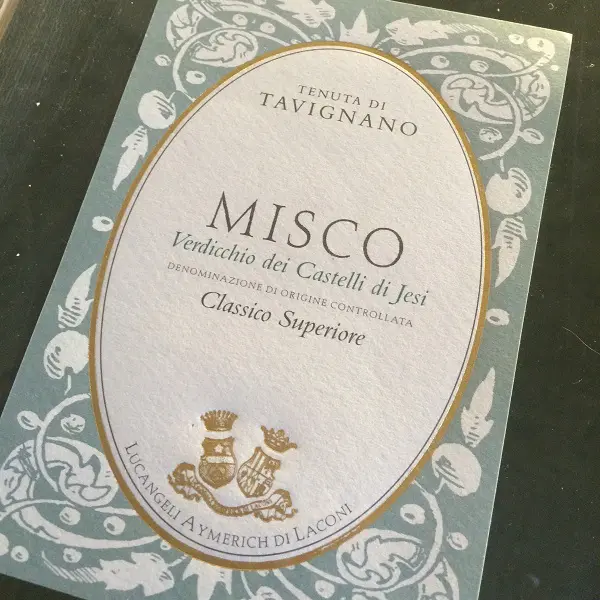 TENUTA DI
TAVIGNANO
MISCO
Verdicchio dei Castelli di Jesi
DENOMINAZIONE DI ORIGINE CONTROLLATA
Classico Superiore
LUCANGELI AYMERICH DI LACONI